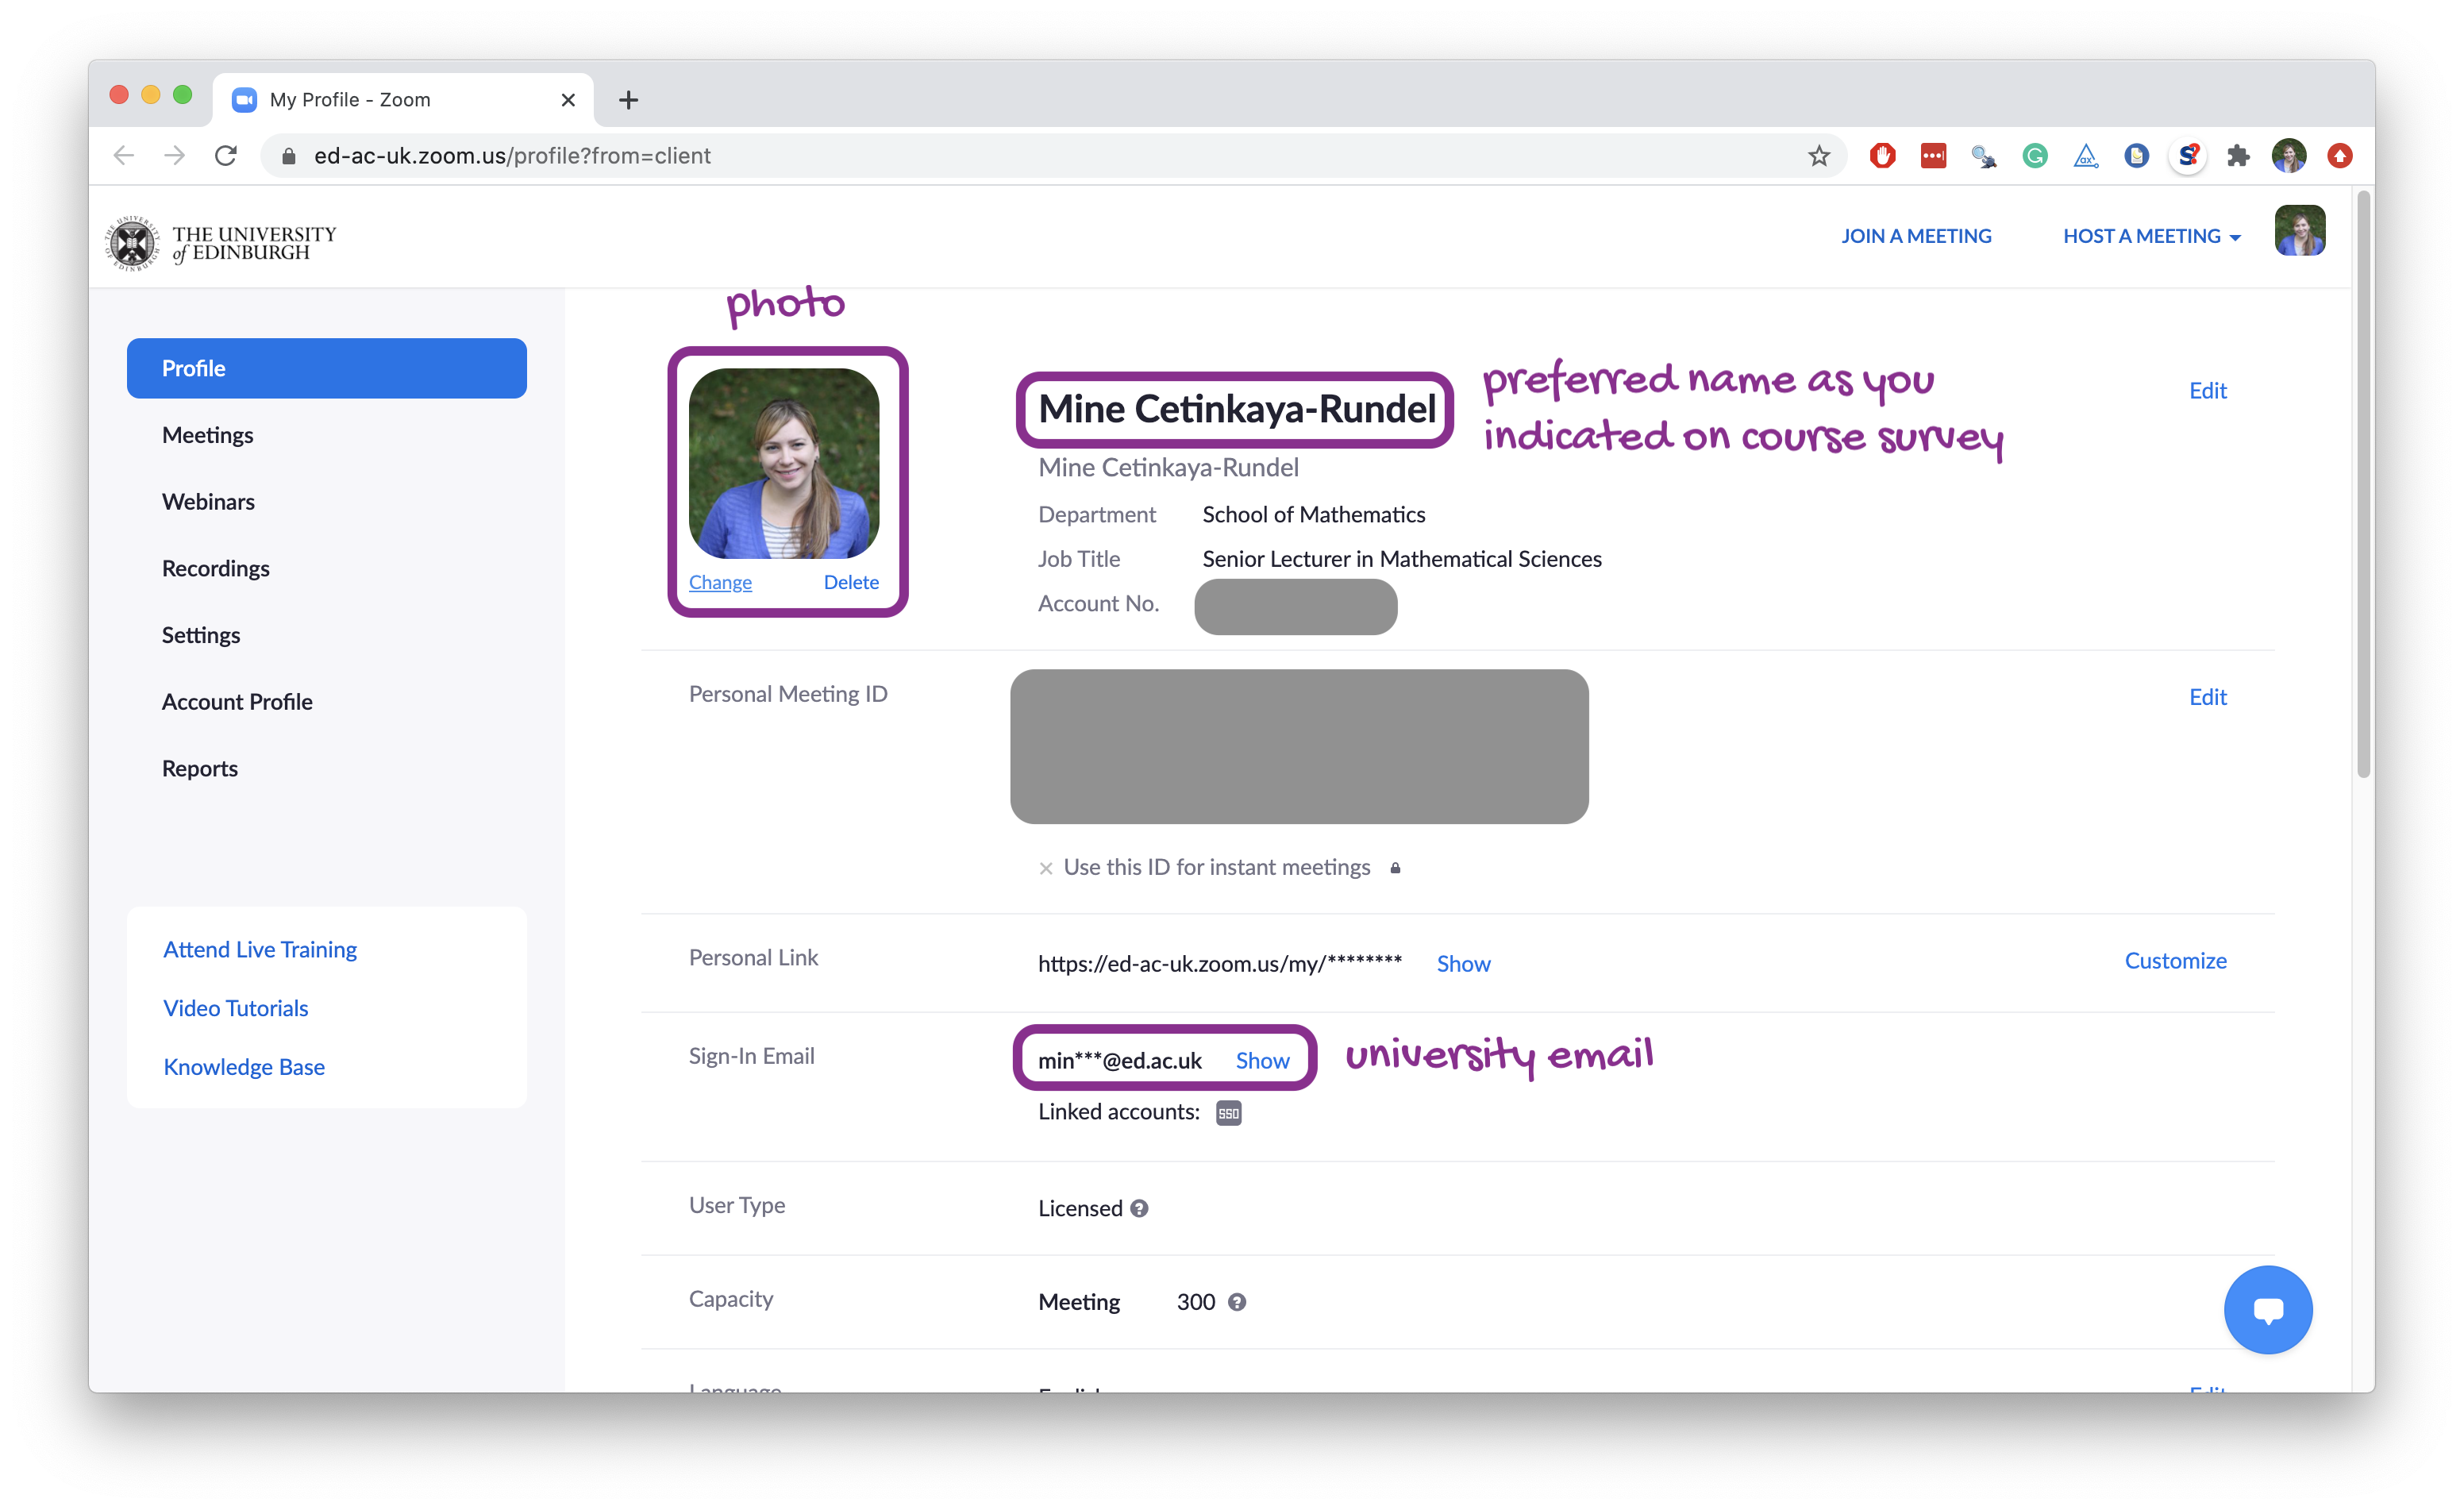 My Profile - Zoom
ed-ac-uk.zoom.us/profile?from=client
THE UNIVERSITY
of EDINBURGH
JOIN A MEETING
HOST A MEETING
photo
Profile
Meetings
Webinars
Recordings
Settings
Account Profile
Reports
Attend Live Training
Video Tutorials
Knowledge Base
Change Delete
Mine Cetinkaya-Rundel
preferred name as you
indicated on course survey
Edit
Mine Cetinkaya-Rundel
Department School of Mathematics
Job Title Senior Lecturer in Mathematical Sciences
Account No.
Personal Meeting ID
Edit
Use this ID for instant meetings
Personal Link https://ed-ac-uk.zoom.us/my/******** Show Customize
Sign-In Email min***@ed.ac.uk Show university email
Linked accounts: SSO
User Type Licensed
Capacity Meeting 300